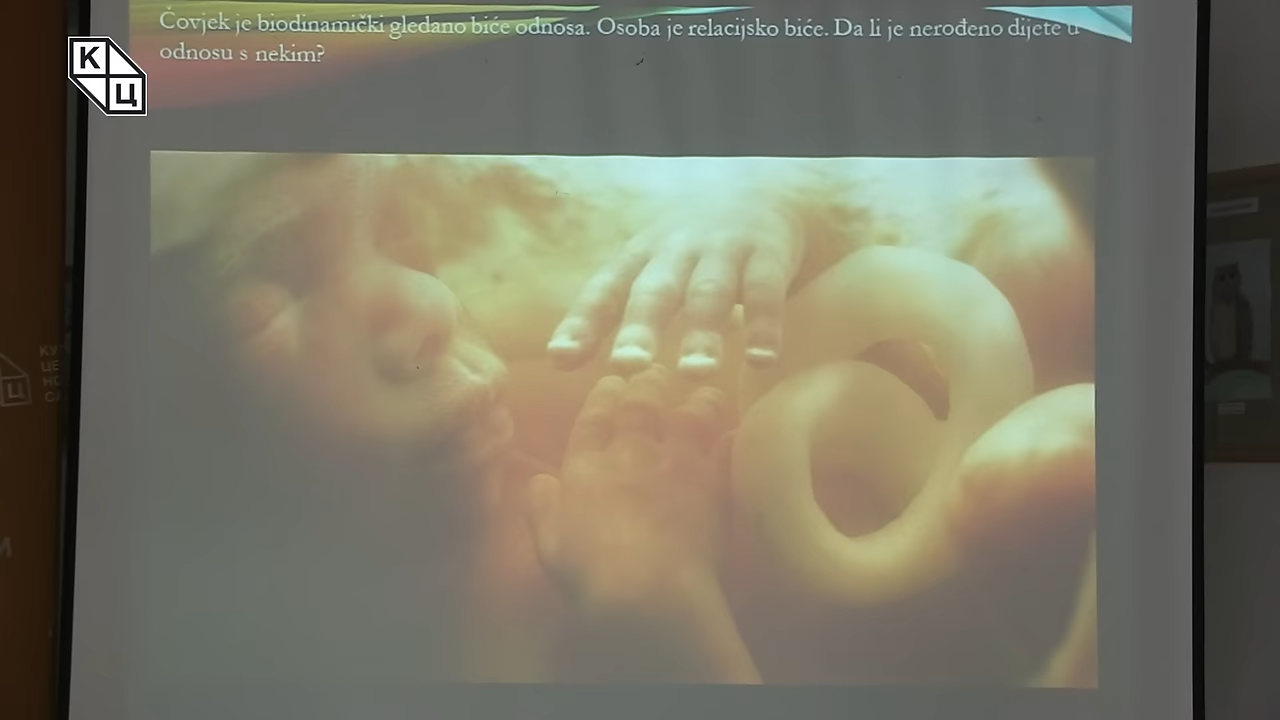 Čovjek je biodinamički gledano biće odnosa. Osoba je relacijsko biće. Da li je nerođeno dijete u
odnosu s nekim?
К
Ц